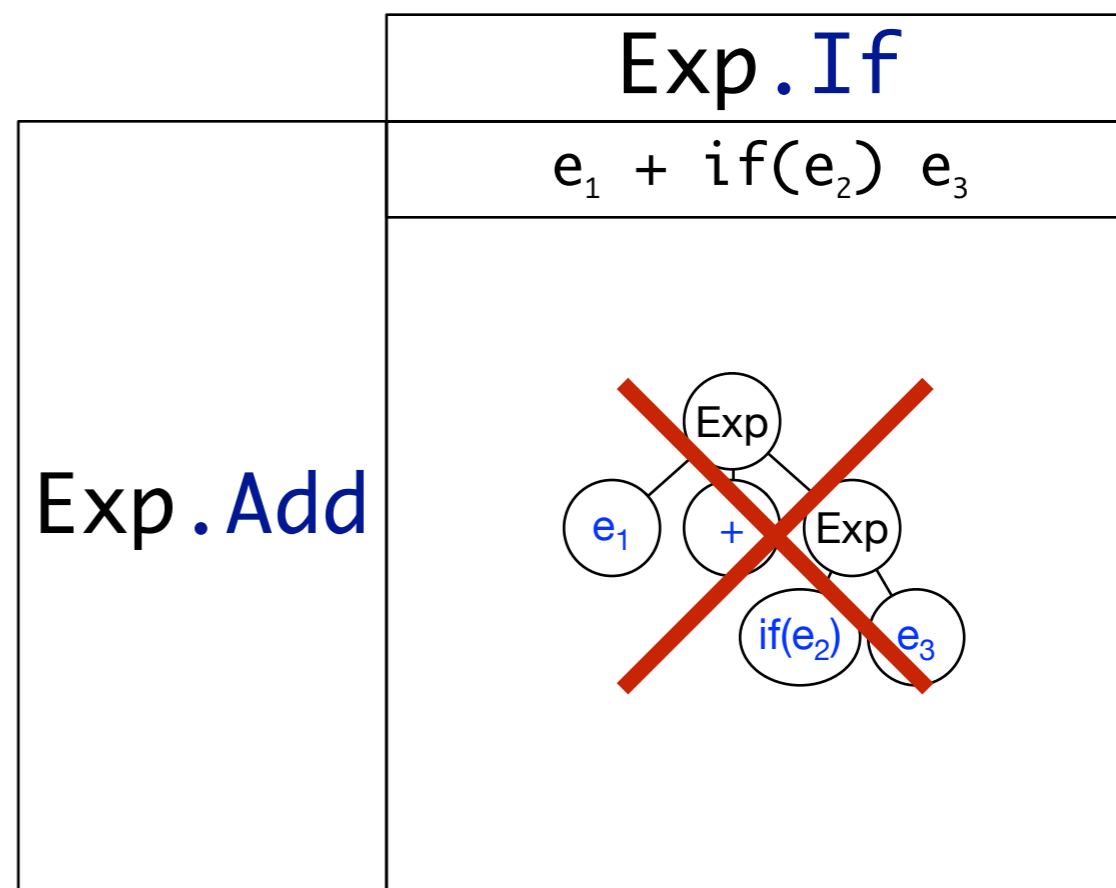 Exp.If
e₁ + if(e₂) e₃
Exp.Add
Exp
e₁
+
Exp
if(e₂)
e₃